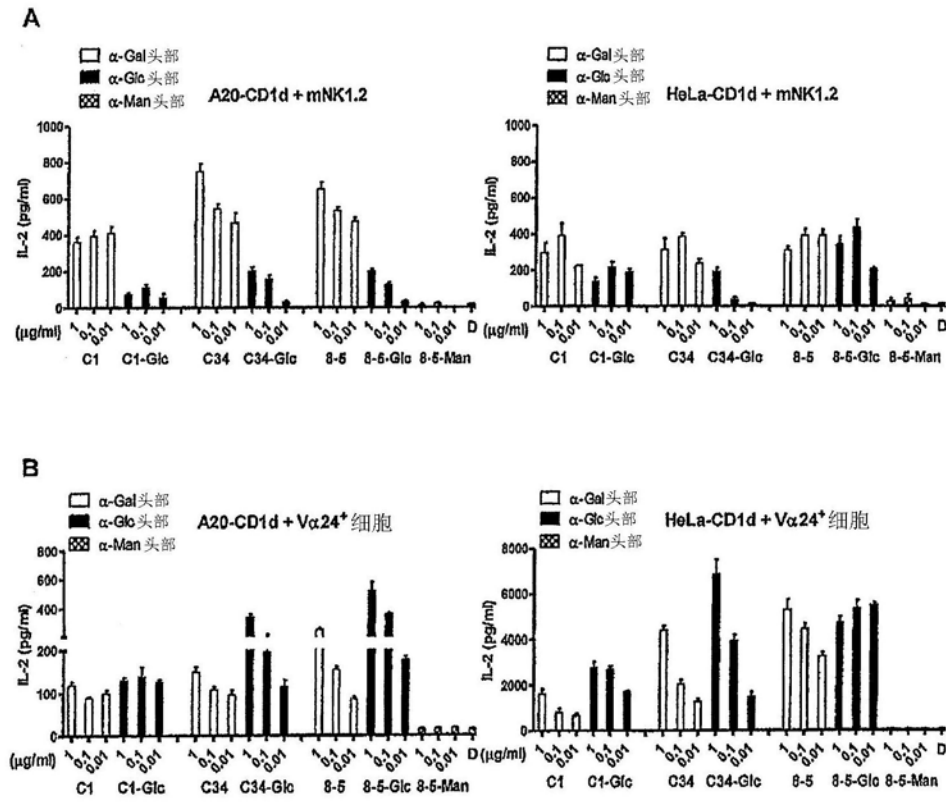 A
α-Gal头部
α-Glc头部
α-Man头部
A20-CD1d + mNK1.2
IL-2 (pg/ml)
1000
800
600
400
200
0
(μg/ml)
1 0.1 0.01 1 0.1 0.01 1 0.1 0.01 1 0.1 0.01 1 0.1 0.01 1 0.1 0.01 1 0.1 0.01 D
C1 C1-Glc C34 C34-Glc 8-5 8-5-Glc 8-5-Man
α-Gal头部
α-Glc头部
α-Man头部
HeLa-CD1d + mNK1.2
IL-2 (pg/ml)
1000
800
600
400
200
0
(μg/ml)
1 0.1 0.01 1 0.1 0.01 1 0.1 0.01 1 0.1 0.01 1 0.1 0.01 1 0.1 0.01 1 0.1 0.01 D
C1 C1-Glc C34 C34-Glc 8-5 8-5-Glc 8-5-Man
B
α-Gal头部
α-Glc头部
α-Man头部
A20-CD1d + Vα24⁺ 细胞
IL-2 (pg/ml)
800
600
400
200
100
0
(μg/ml)
1 0.1 0.01 1 0.1 0.01 1 0.1 0.01 1 0.1 0.01 1 0.1 0.01 1 0.1 0.01 1 0.1 0.01 D
C1 C1-Glc C34 C34-Glc 8-5 8-5-Glc 8-5-Man
α-Gal头部
α-Glc头部
α-Man头部
HeLa-CD1d + Vα24⁺ 细胞
IL-2 (pg/ml)
8000
6000
4000
2000
0
(μg/ml)
1 0.1 0.01 1 0.1 0.01 1 0.1 0.01 1 0.1 0.01 1 0.1 0.01 1 0.1 0.01 1 0.1 0.01 D
C1 C1-Glc C34 C34-Glc 8-5 8-5-Glc 8-5-Man